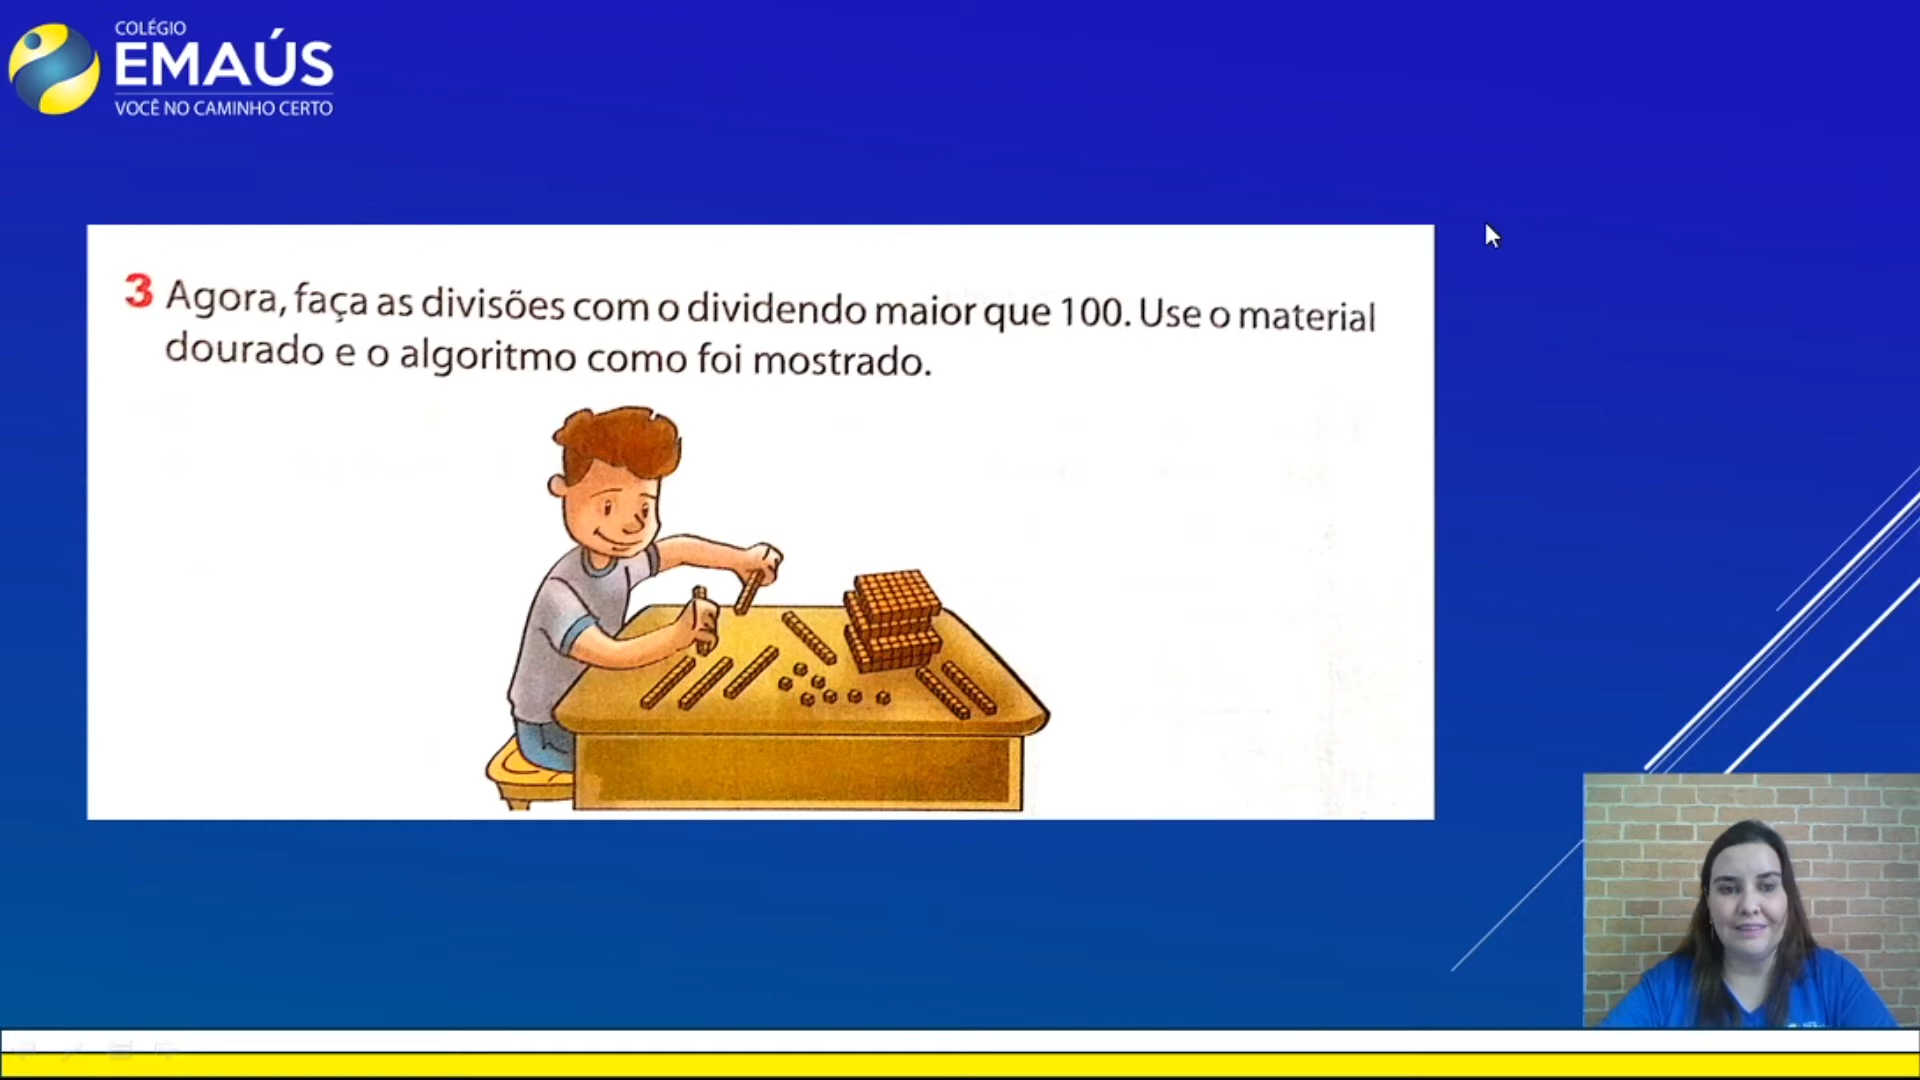 COLÉGIO
EMAÚS
VOCÊ NO CAMINHO CERTO
3 Agora, faça as divisões com o dividendo maior que 100. Use o material
dourado e o algoritmo como foi mostrado.